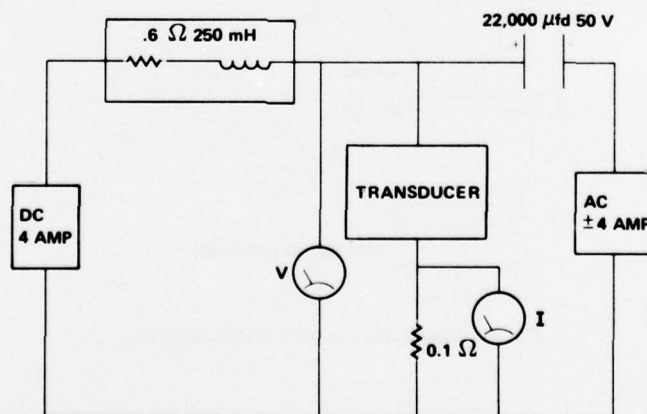 .6 Ω 250 mH
22,000 µfd 50 V
TRANSDUCER
DC
4 AMP
AC
±4 AMP
V
I
0.1 Ω